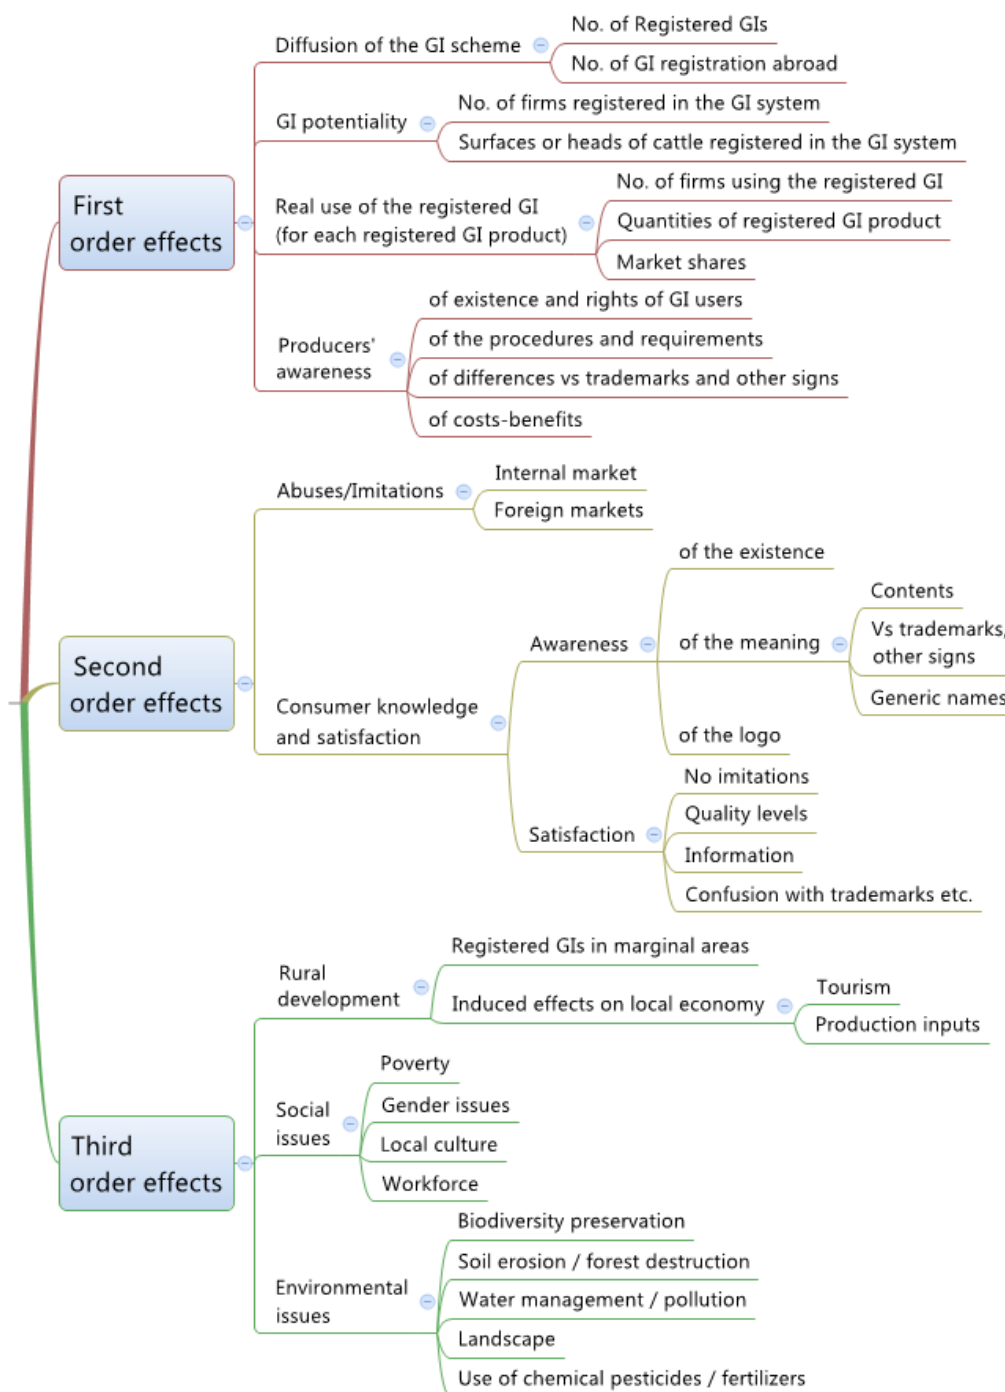 First
order effects
Diffusion of the GI scheme
No. of Registered GIs
No. of GI registration abroad
GI potentiality
No. of firms registered in the GI system
Surfaces or heads of cattle registered in the GI system
Real use of the registered GI
(for each registered GI product)
No. of firms using the registered GI
Quantities of registered GI product
Market shares
Producers'
awareness
of existence and rights of GI users
of the procedures and requirements
of differences vs trademarks and other signs
of costs-benefits
Second
order effects
Abuses/Imitations
Internal market
Foreign markets
Consumer knowledge
and satisfaction
Awareness
of the existence
of the meaning
Contents
Vs trademarks,
other signs
Generic names
of the logo
Satisfaction
No imitations
Quality levels
Information
Confusion with trademarks etc.
Third
order effects
Rural
development
Registered GIs in marginal areas
Induced effects on local economy
Tourism
Production inputs
Social
issues
Poverty
Gender issues
Local culture
Workforce
Environmental
issues
Biodiversity preservation
Soil erosion / forest destruction
Water management / pollution
Landscape
Use of chemical pesticides / fertilizers